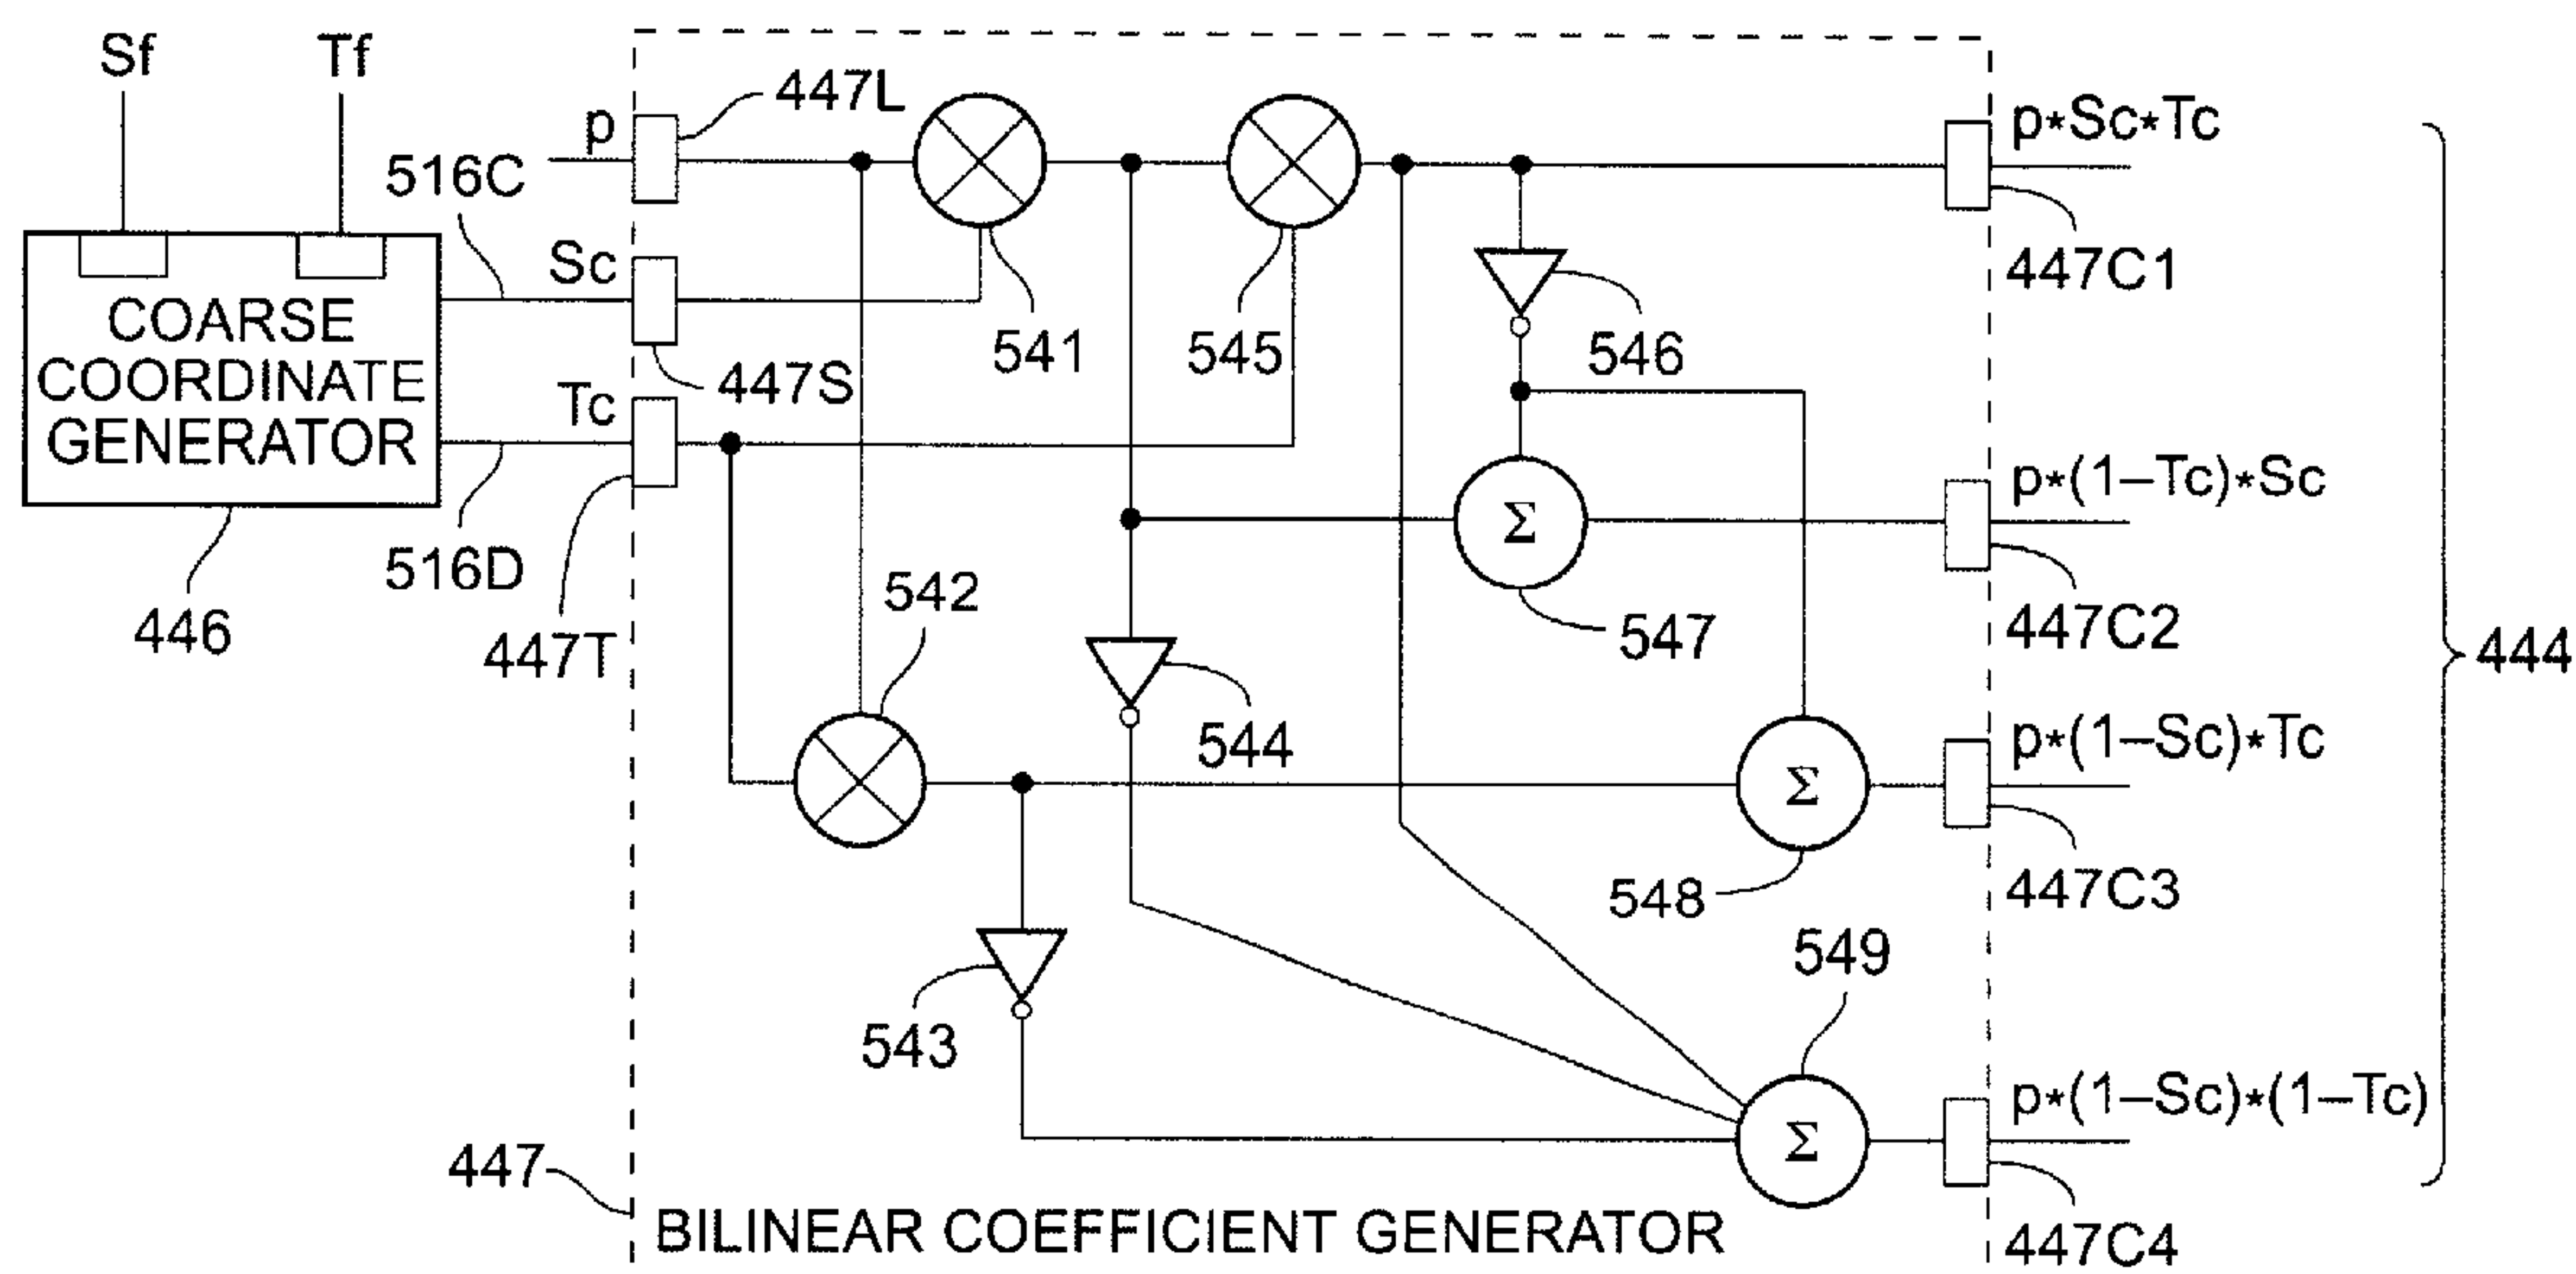 Sf
Tf
p
447L
516C
Sc
447S
541
545
546
p*Sc*Tc
447C1
COARSE
COORDINATE
GENERATOR
Tc
516D
446
447T
542
544
547
p*(1–Tc)*Sc
447C2
444
p*(1–Sc)*Tc
447C3
Σ
Σ
548
543
549
Σ
p*(1–Sc)*(1–Tc)
447C4
447
BILINEAR COEFFICIENT GENERATOR